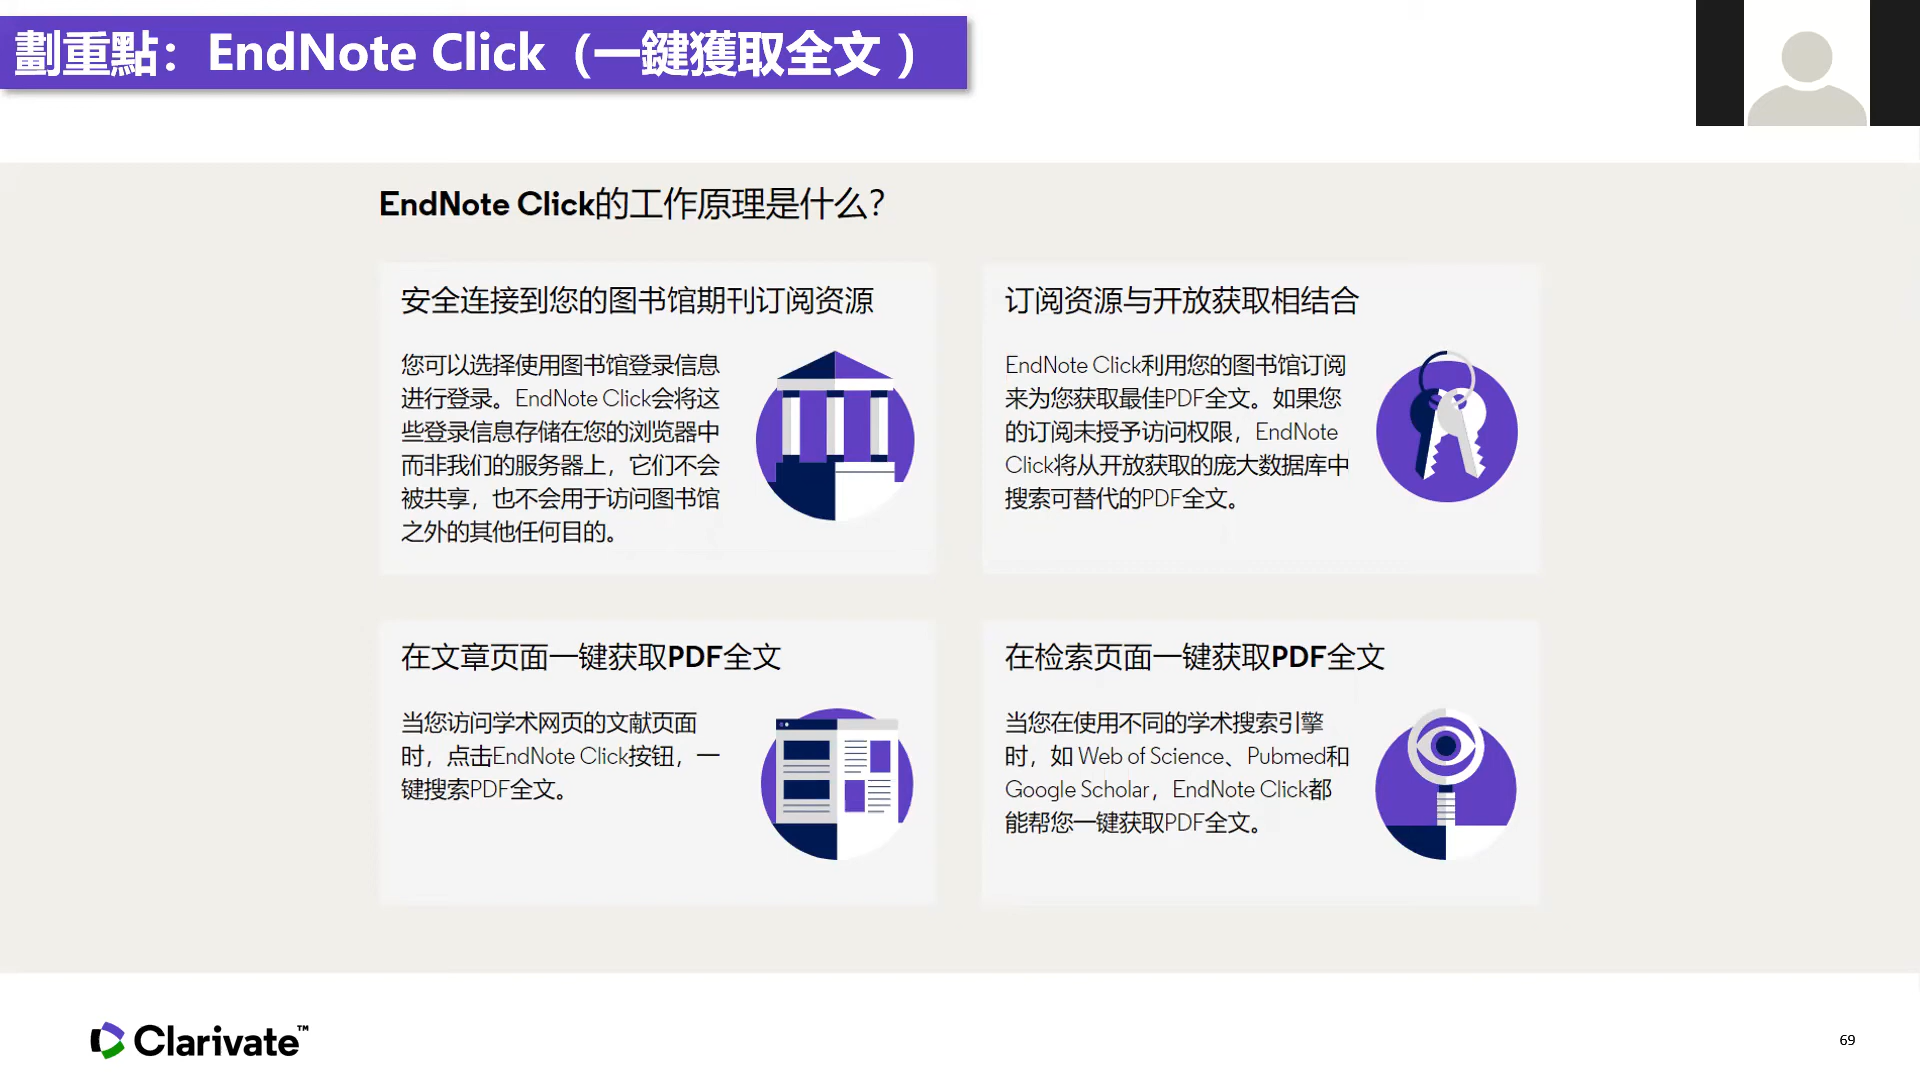 劃重點：EndNote Click（一鍵獲取全文 ）
EndNote Click的工作原理是什么？
安全连接到您的图书馆期刊订阅资源
您可以选择使用图书馆登录信息
进行登录。EndNote Click会将这
些登录信息存储在您的浏览器中
而非我们的服务器上，它们不会
被共享，也不会用于访问图书馆
之外的其他任何目的。
订阅资源与开放获取相结合
EndNote Click利用您的图书馆订阅
来为您获取最佳PDF全文。如果您
的订阅未授予访问权限，EndNote
Click将从开放获取的庞大数据库中
搜索可替代的PDF全文。
在文章页面一键获取PDF全文
当您访问学术网页的文献页面
时，点击EndNote Click按钮，一
键搜索PDF全文。
在检索页面一键获取PDF全文
当您在使用不同的学术搜索引擎
时，如 Web of Science、Pubmed和
Google Scholar，EndNote Click都
能帮您一键获取PDF全文。
Clarivate™
69